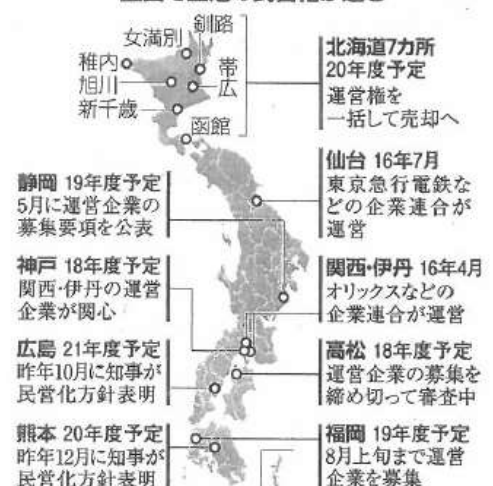 釧路
女満別
稚内
帯広
旭川
新千歳
函館
北海道7カ所
20年度予定
運営権を
一括して売却へ
仙台 16年7月
東京急行電鉄な
どの企業連合が
運営
静岡 19年度予定
5月に運営企業の
募集要項を公表
神戸 18年度予定
関西・伊丹の運営
企業が関心
関西・伊丹 16年4月
オリックスなどの
企業連合が運営
広島 21年度予定
昨年10月に知事が
民営化方針表明
高松 18年度予定
運営企業の募集を
締め切って審査中
熊本 20年度予定
昨年12月に知事が
民営化方針表明
福岡 19年度予定
8月上旬まで運営
企業を募集